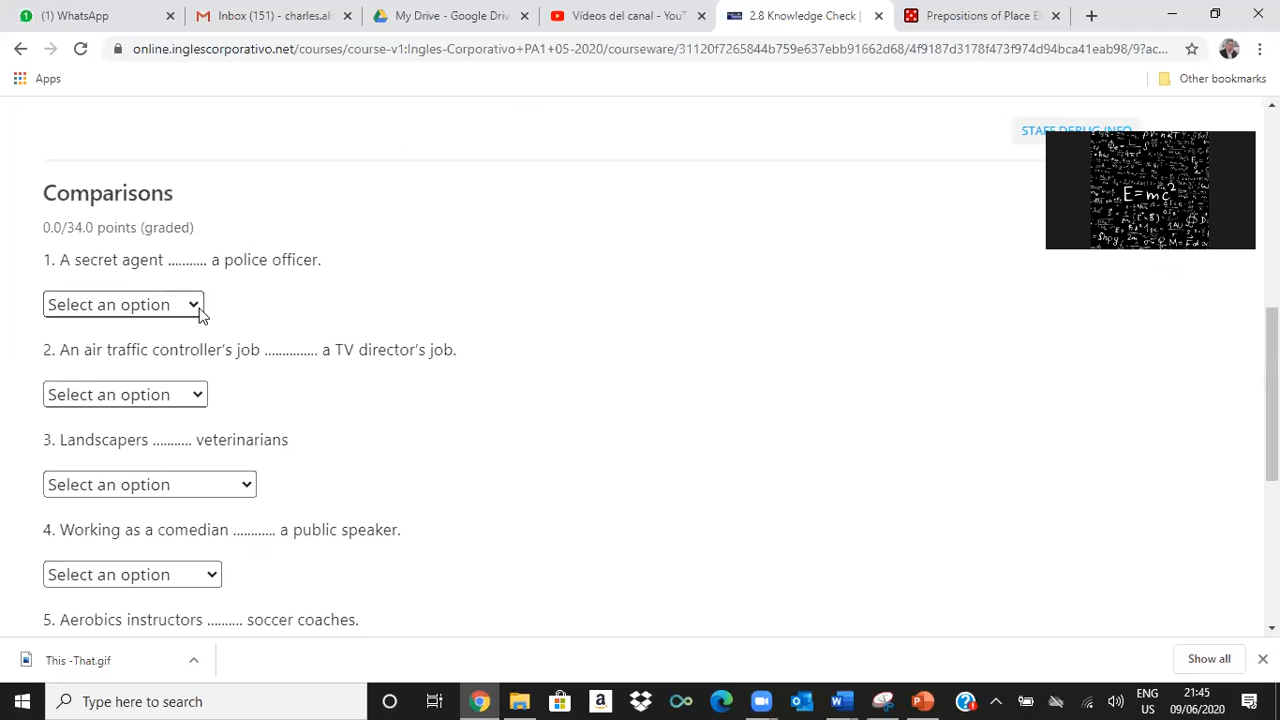 (1) WhatsApp
Inbox (151) - charles.al
My Drive - Google Driv
Vídeos del canal - YouT
2.8 Knowledge Check |
Prepositions of Place E
online.inglescorporativo.net/courses/course-v1:Ingles-Corporativo+PA1+05-2020/courseware/31120f7265844b759e637ebb91662d68/4f9187d3178f473f974d94bca41eab98/9?ac...
Apps
Other bookmarks
STAFF DEBUG INFO
E=mc²
Comparisons
0.0/34.0 points (graded)
1. A secret agent ........... a police officer.
Select an option
2. An air traffic controller’s job .............. a TV director’s job.
Select an option
3. Landscapers .......... veterinarians
Select an option
4. Working as a comedian ........... a public speaker.
Select an option
5. Aerobics instructors ......... soccer coaches.
This -That.gif
Show all
Type here to search
ENG
US
21:45
09/06/2020